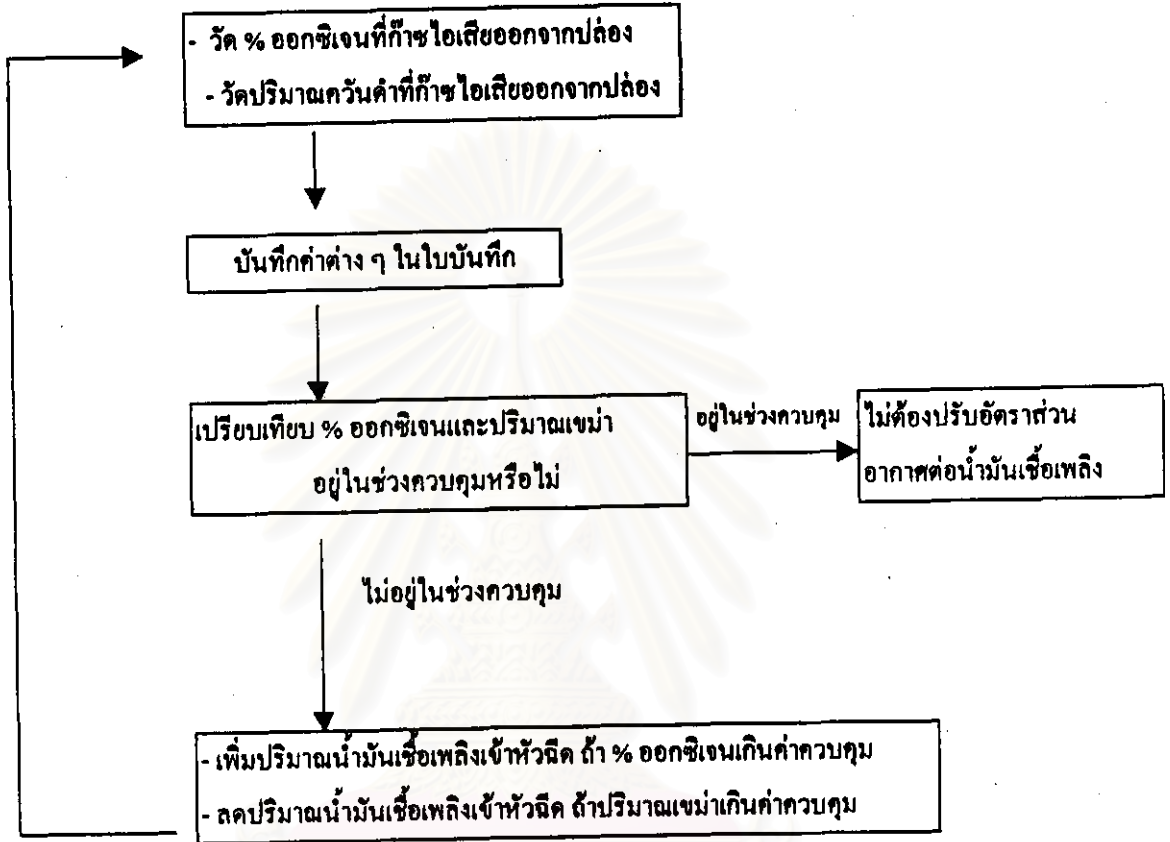 - วัด % ออกซิเจนที่ก๊าซไอเสียออกจากปล่อง
- วัดปริมาณควันดำที่ก๊าซไอเสียออกจากปล่อง
บันทึกค่าต่าง ๆ ในใบบันทึก
เปรียบเทียบ % ออกซิเจนและปริมาณเขม่า
อยู่ในช่วงควบคุมหรือไม่
อยู่ในช่วงควบคุม
ไม่ต้องปรับอัตราส่วน
อากาศต่อน้ำมันเชื้อเพลิง
ไม่อยู่ในช่วงควบคุม
- เพิ่มปริมาณน้ำมันเชื้อเพลิงเข้าหัวฉีด ถ้า % ออกซิเจนเกินค่าควบคุม
- ลดปริมาณน้ำมันเชื้อเพลิงเข้าหัวฉีด ถ้าปริมาณเขม่าเกินค่าควบคุม